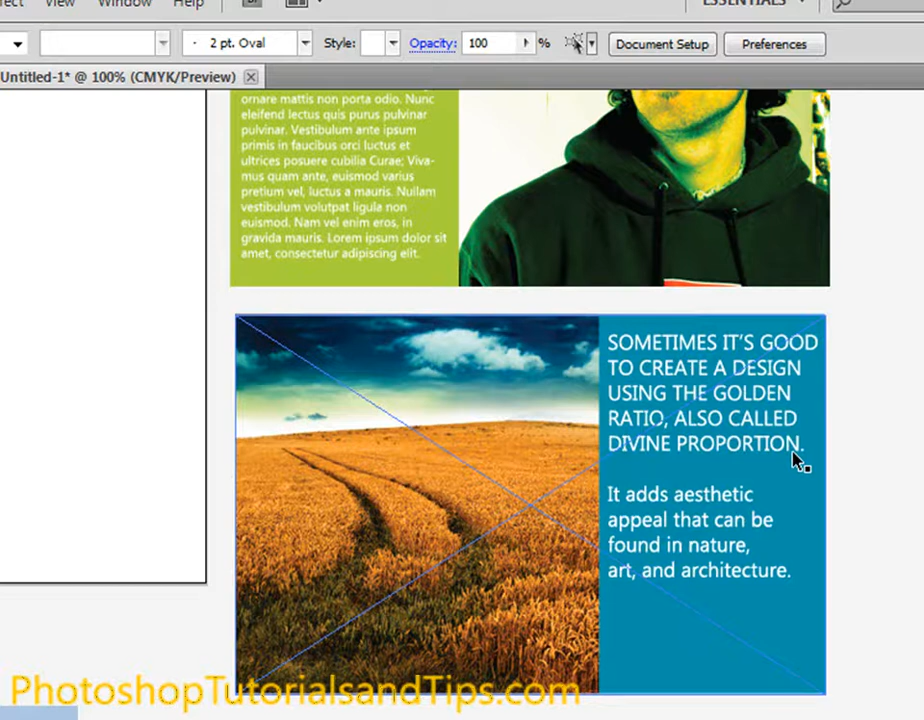 View
Window
Help
Br
ESSENTIALS
2 pt. Oval
Style:
Opacity:
100
%
Document Setup
Preferences
Untitled-1* @ 100% (CMYK/Preview)
ornare mattis non porta odio. Nunc
eleifend lectus quis purus pulvinar
pulvinar. Vestibulum ante ipsum
primis in faucibus orci luctus et
ultrices posuere cubilia Curae; Viva-
mus quam ante, euismod varius
pretium vel, luctus a mauris. Nullam
vestibulum volutpat ligula non
euismod. Nam vel enim eros, in
gravida mauris. Lorem ipsum dolor sit
amet, consectetur adipiscing elit.
SOMETIMES IT'S GOOD
TO CREATE A DESIGN
USING THE GOLDEN
RATIO, ALSO CALLED
DIVINE PROPORTION.
It adds aesthetic
appeal that can be
found in nature,
art, and architecture.
PhotoshopTutorialsandTips.com